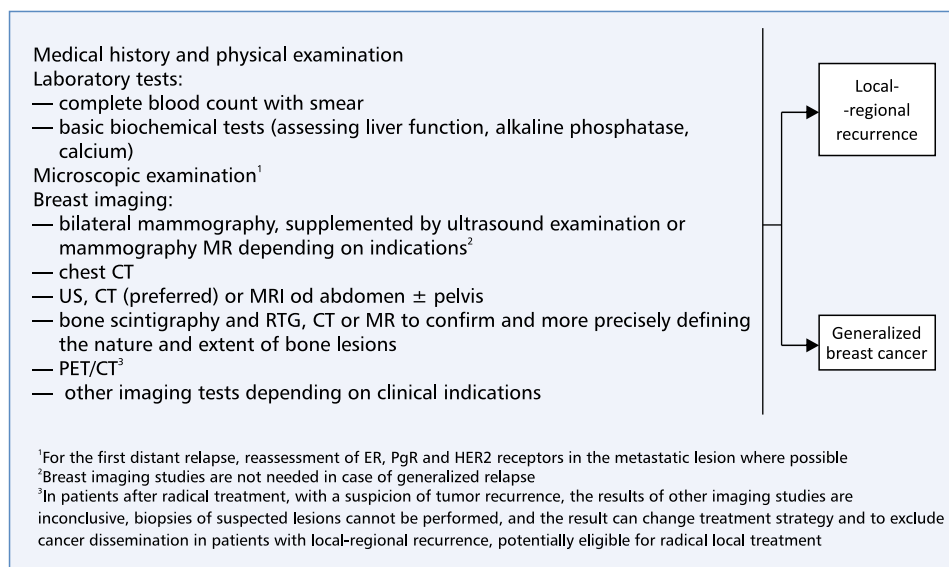 Medical history and physical examination
Laboratory tests:
— complete blood count with smear
— basic biochemical tests (assessing liver function, alkaline phosphatase,
calcium)
Microscopic examination¹
Breast imaging:
— bilateral mammography, supplemented by ultrasound examination or
mammography MR depending on indications²
— chest CT
— US, CT (preferred) or MRI od abdomen ± pelvis
— bone scintigraphy and RTG, CT or MR to confirm and more precisely defining
the nature and extent of bone lesions
— PET/CT³
— other imaging tests depending on clinical indications
Local-
-regional
recurrence
Generalized
breast cancer
¹For the first distant relapse, reassessment of ER, PgR and HER2 receptors in the metastatic lesion where possible
²Breast imaging studies are not needed in case of generalized relapse
³In patients after radical treatment, with a suspicion of tumor recurrence, the results of other imaging studies are
inconclusive, biopsies of suspected lesions cannot be performed, and the result can change treatment strategy and to exclude
cancer dissemination in patients with local-regional recurrence, potentially eligible for radical local treatment